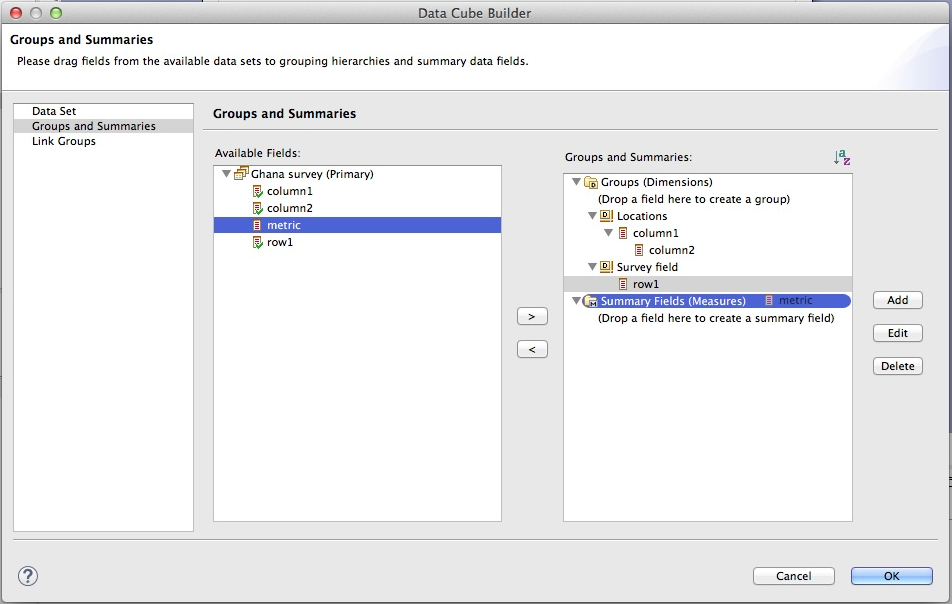 Data Cube Builder
Groups and Summaries
Please drag fields from the available data sets to grouping hierarchies and summary data fields.
Data Set
Groups and Summaries
Link Groups
Groups and Summaries
Available Fields:
Ghana survey (Primary)
column1
column2
metric
row1
>
<
Groups and Summaries:
a
z
Groups (Dimensions)
(Drop a field here to create a group)
Locations
column1
column2
Survey field
row1
Summary Fields (Measures) metric
(Drop a field here to create a summary field)
Add
Edit
Delete
?
Cancel
OK